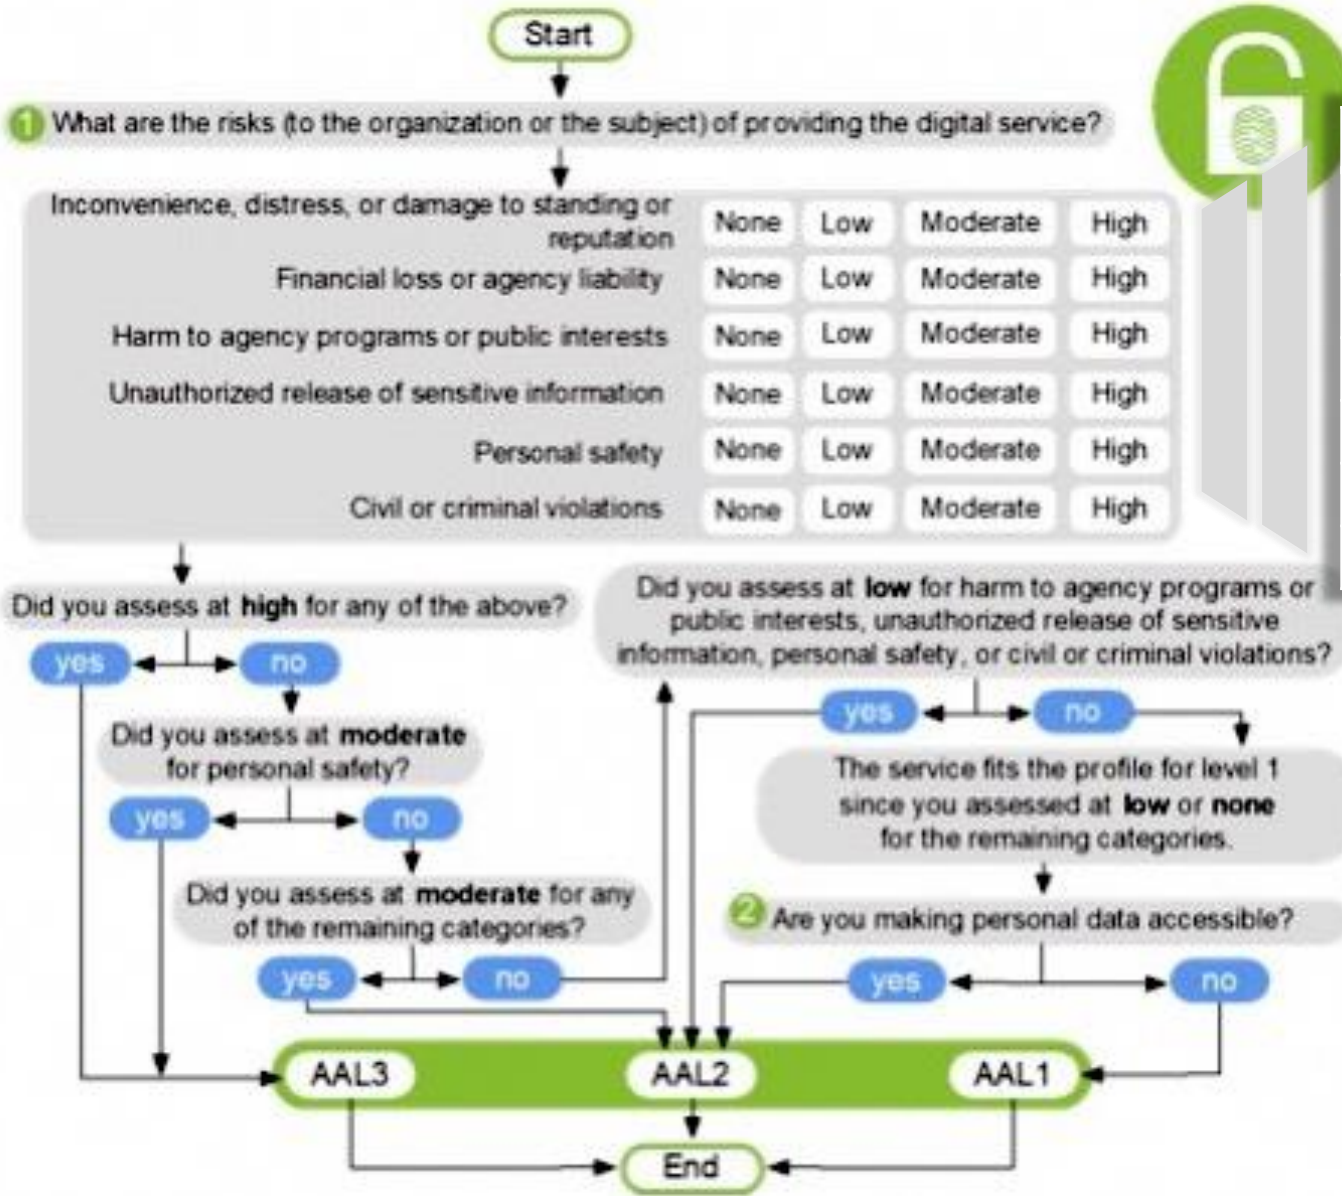 Start
1 What are the risks (to the organization or the subject) of providing the digital service?
Inconvenience, distress, or damage to standing or
reputation
None Low Moderate High
Financial loss or agency liability None Low Moderate High
Harm to agency programs or public interests None Low Moderate High
Unauthorized release of sensitive information None Low Moderate High
Personal safety None Low Moderate High
Civil or criminal violations None Low Moderate High
Did you assess at high for any of the above?
yes no
Did you assess at moderate
for personal safety?
yes no
Did you assess at moderate for any
of the remaining categories?
yes no
Did you assess at low for harm to agency programs or
public interests, unauthorized release of sensitive
information, personal safety, or civil or criminal violations?
yes no
The service fits the profile for level 1
since you assessed at low or none
for the remaining categories.
2 Are you making personal data accessible?
yes no
AAL3 AAL2 AAL1
End